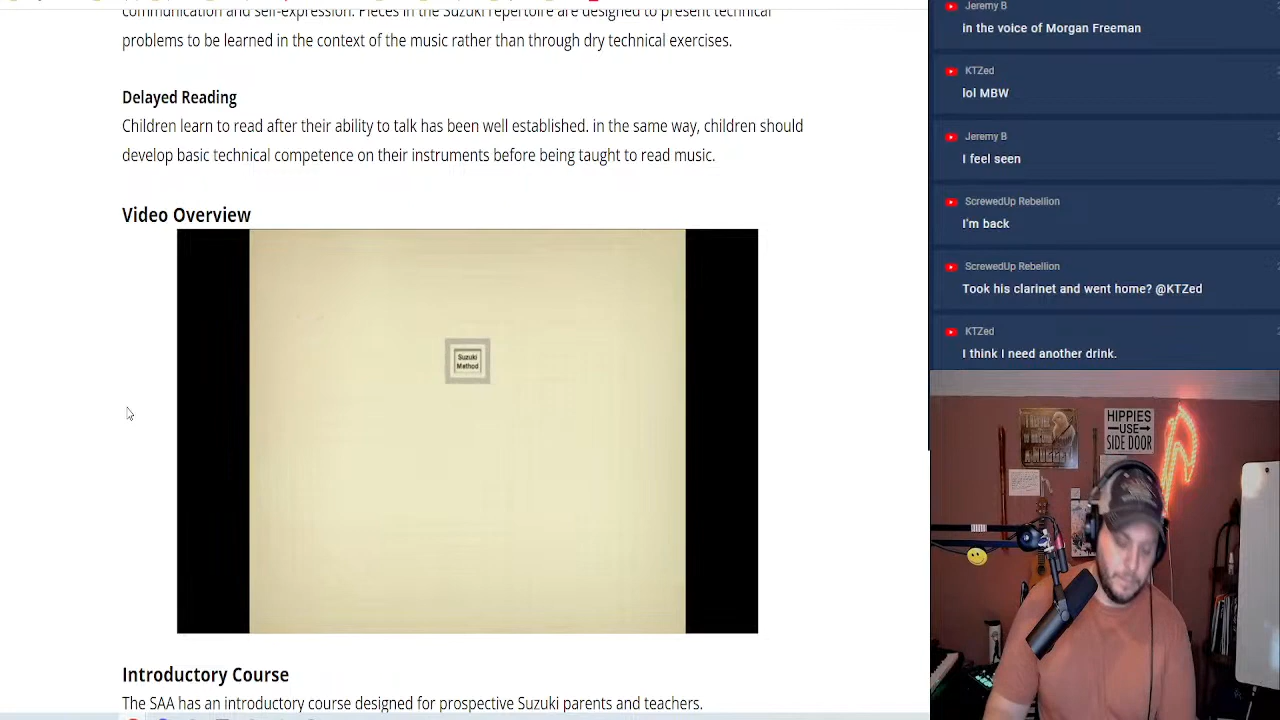 communication and self-expression. Pieces in the Suzuki repertoire are designed to present technical
problems to be learned in the context of the music rather than through dry technical exercises.
Delayed Reading
Children learn to read after their ability to talk has been well established. in the same way, children should
develop basic technical competence on their instruments before being taught to read music.
Video Overview
Suzuki
Method
Introductory Course
The SAA has an introductory course designed for prospective Suzuki parents and teachers.
Jeremy B
in the voice of Morgan Freeman
KTZed
lol MBW
Jeremy B
I feel seen
ScrewedUp Rebellion
I'm back
ScrewedUp Rebellion
Took his clarinet and went home? @KTZed
KTZed
I think I need another drink.
HIPPIES
USE
SIDE DOOR